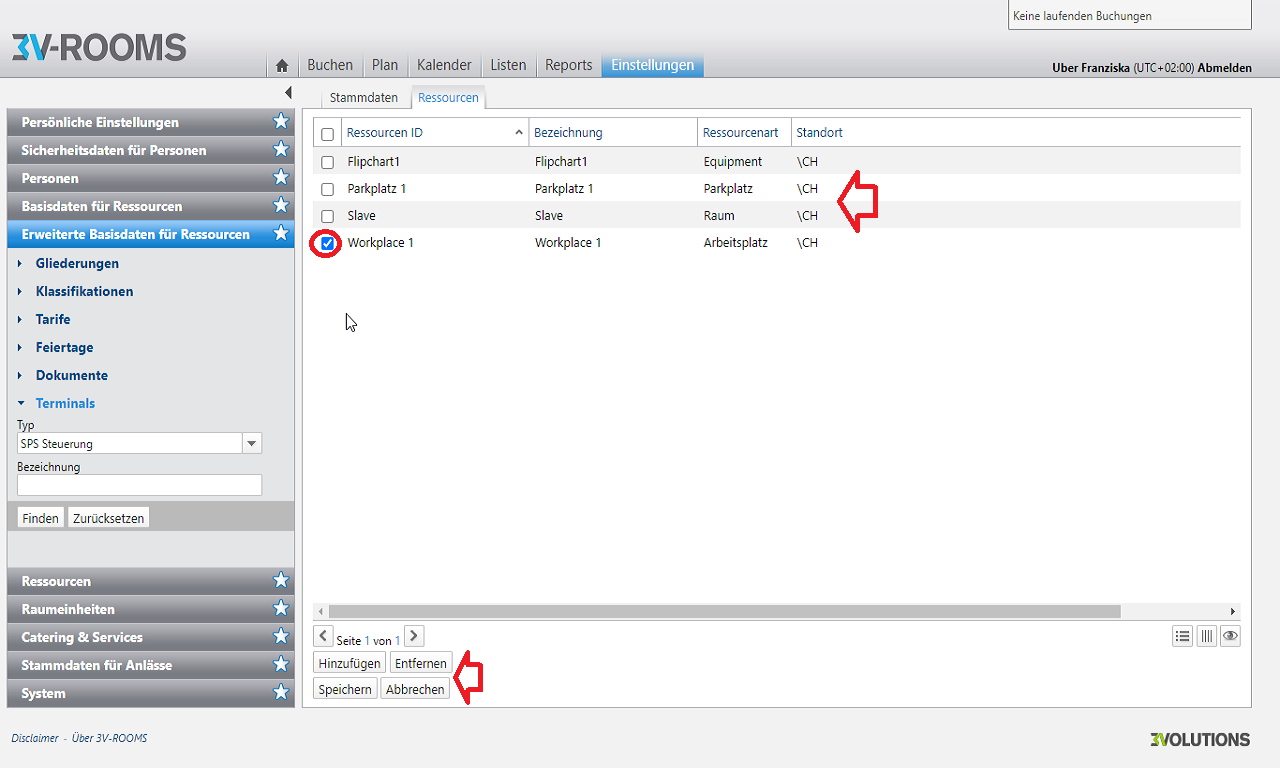 Keine laufenden Buchungen
3V-ROOMS
Buchen Plan Kalender Listen Reports Einstellungen
Uber Franziska (UTC+02:00) Abmelden
Stammdaten Ressourcen
Persönliche Einstellungen
Sicherheitsdaten für Personen
Personen
Basisdaten für Ressourcen
Erweiterte Basisdaten für Ressourcen
Gliederungen
Klassifikationen
Tarife
Feiertage
Dokumente
Terminals
Typ
SPS Steuerung
Bezeichnung
Finden Zurücksetzen
Ressourcen
Raumeinheiten
Catering & Services
Stammdaten für Anlässe
System
Ressourcen ID Bezeichnung Ressourcenart Standort
Flipchart1 Flipchart1 Equipment \CH
Parkplatz 1 Parkplatz 1 Parkplatz \CH
Slave Slave Raum \CH
Workplace 1 Workplace 1 Arbeitsplatz \CH
Seite 1 von 1
Hinzufügen Entfernen
Speichern Abbrechen
Disclaimer - Über 3V-ROOMS
3VOLUTIONS